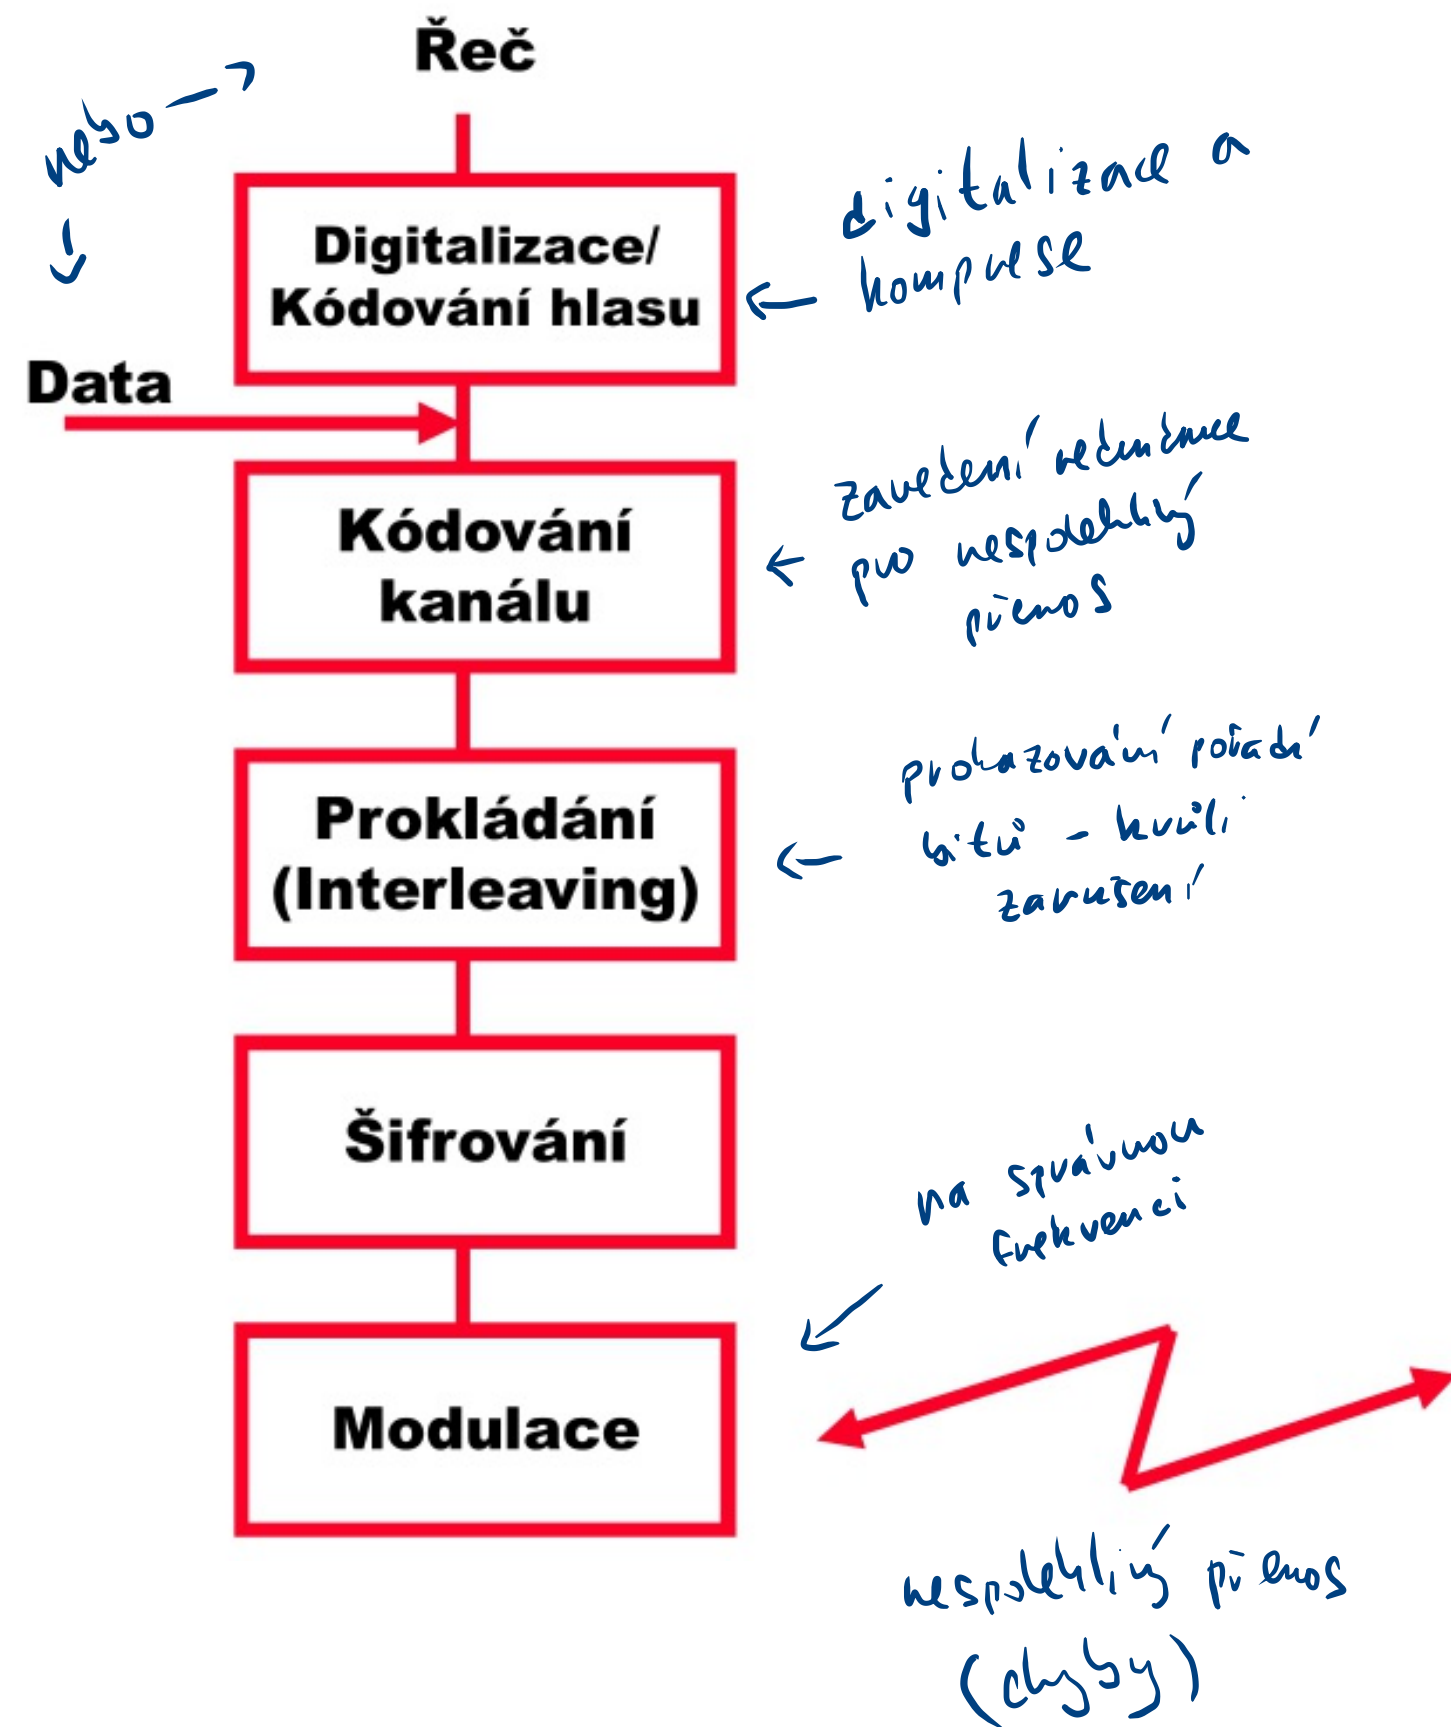 Řeč
nebo →
↓
Digitalizace/
Kódování hlasu
digitalizace a
← komprese
Data
Kódování
kanálu
zavedení redundance
← pro nespolehlivý
přenos
Prokládání
(Interleaving)
prohazování pořadí
← bitů - kvůli
zarušení
Šifrování
na správnou
frekvenci
Modulace
nespolehlivý přenos
(chyby)